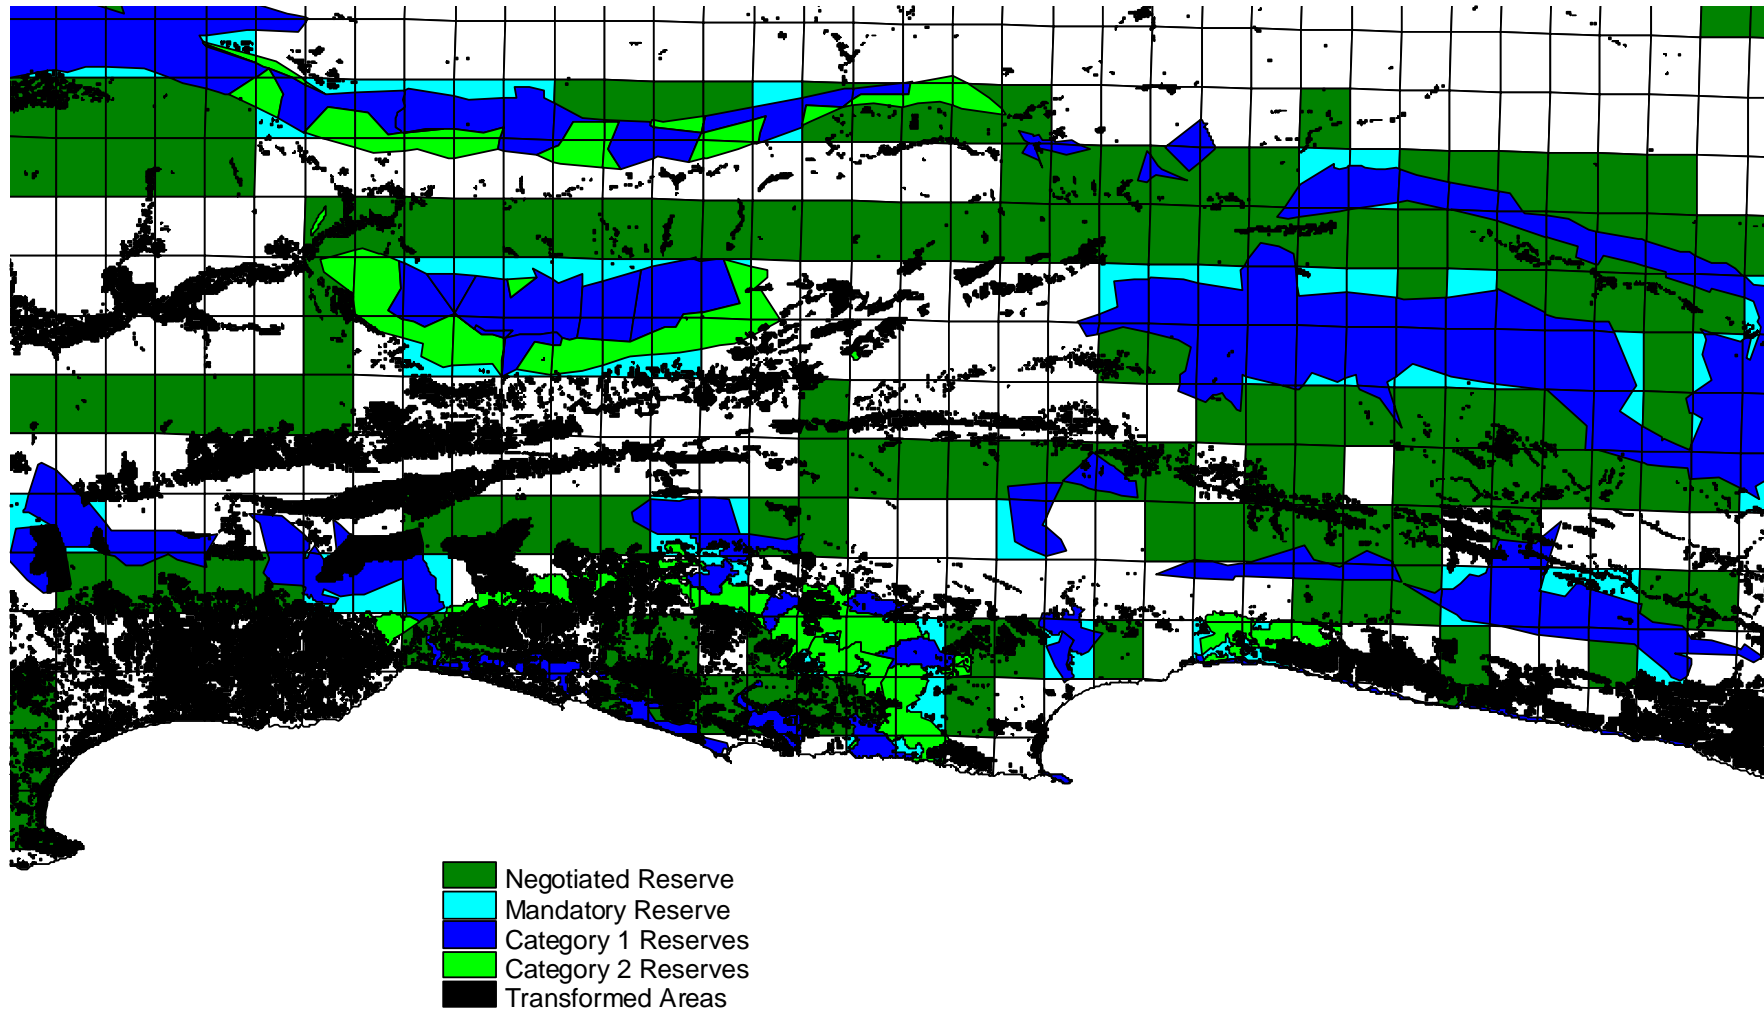 Negotiated Reserve
Mandatory Reserve
Category 1 Reserves
Category 2 Reserves
Transformed Areas